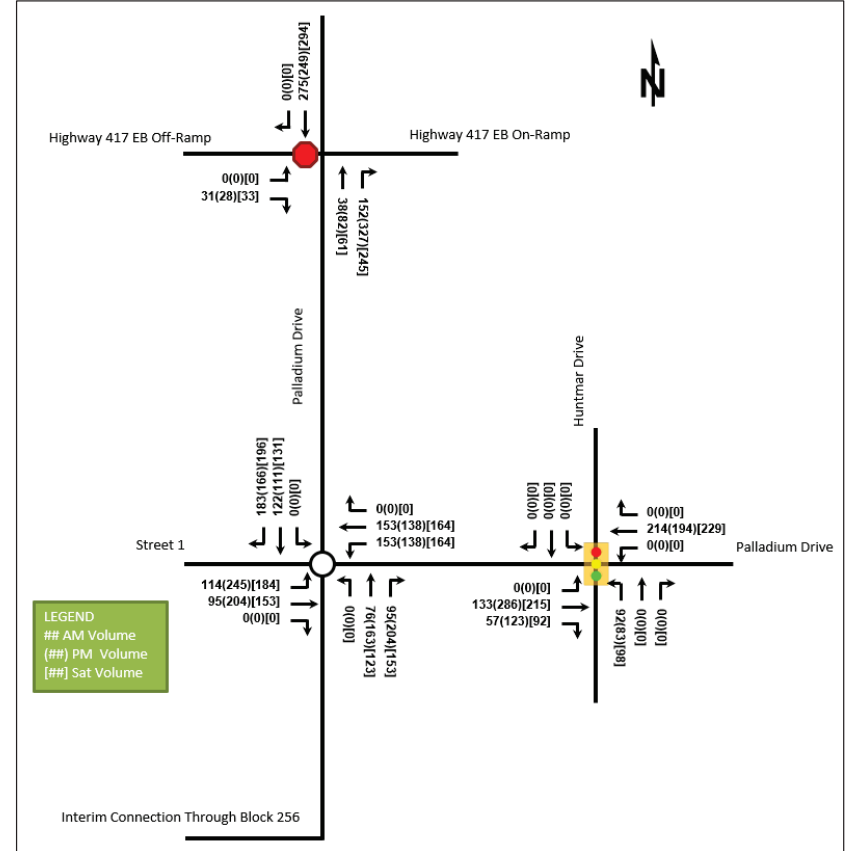 0(0)[0]
275(249)[294]
N
Highway 417 EB Off-Ramp
Highway 417 EB On-Ramp
0(0)[0]
31(28)[33]
38(82)[61]
152(327)[245]
Palladium Drive
Huntmar Drive
183(166)[196]
122(111)[131]
0(0)[0]
0(0)[0]
153(138)[164]
153(138)[164]
Street 1
114(245)[184]
95(204)[153]
0(0)[0]
0(0)[0]
76(163)[123]
95(204)[153]
0(0)[0]
0(0)[0]
0(0)[0]
0(0)[0]
214(194)[229]
0(0)[0]
Palladium Drive
0(0)[0]
133(286)[215]
57(123)[92]
92(83)[98]
0(0)[0]
0(0)[0]
LEGEND
## AM Volume
(##) PM  Volume
[##] Sat Volume
Interim Connection Through Block 256